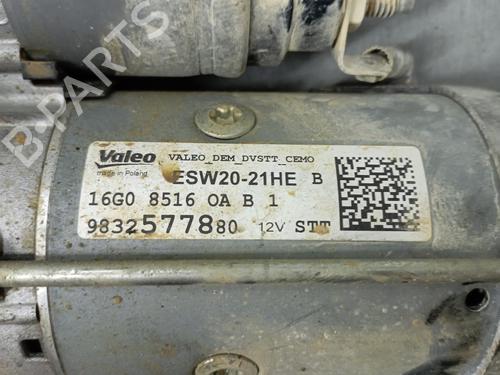 Valeo VALEO_DEM_DVSTT_CEMO
made in Poland ESW20-21HE B
16G0 8516 OA B 1
9832577880 12V STT
B-PARTS